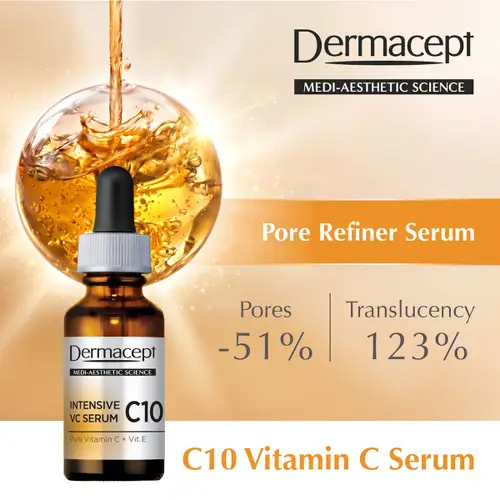 Dermacept
MEDI-AESTHETIC SCIENCE
Pore Refiner Serum
Pores
-51%
Translucency
123%
Dermacept
MEDI-AESTHETIC SCIENCE
INTENSIVE
VC SERUM C10
Pure Vitamin C + Vit.E
C10 Vitamin C Serum